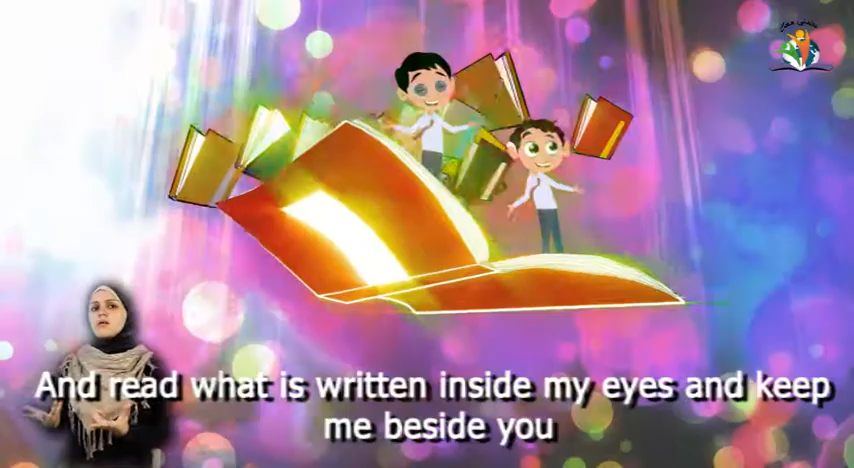 And read what is written inside my eyes and keep
me beside you